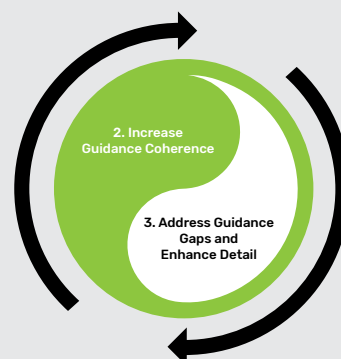 2. Increase
Guidance Coherence
3. Address Guidance
Gaps and
Enhance Detail